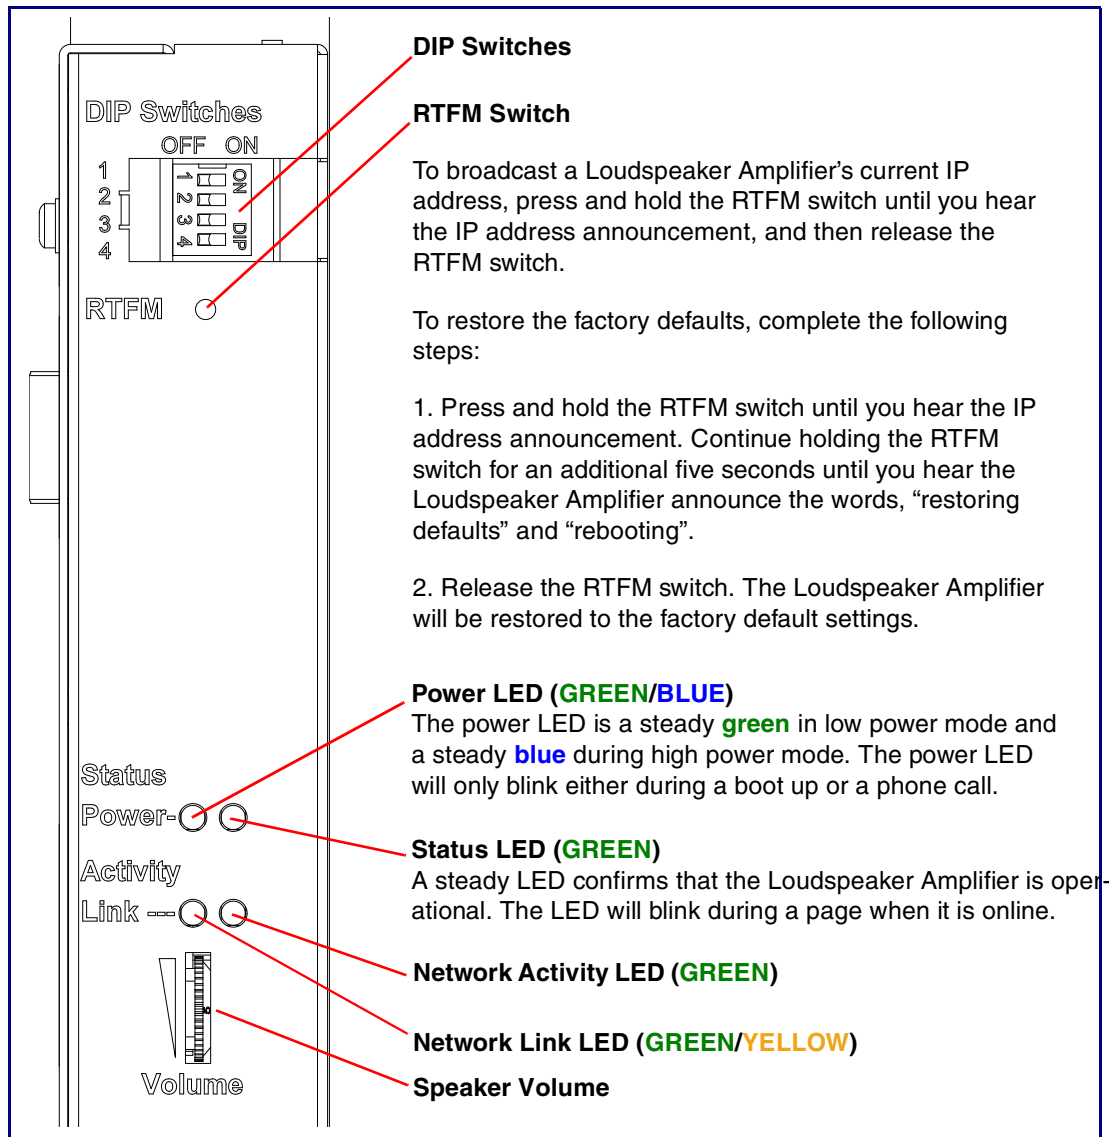 DIP Switches
OFF ON
1
2
3
4
1
2
3
4
ON
DIP
RTFM
Status
Power-
Activity
Link ---
6
Volume
DIP Switches
RTFM Switch
To broadcast a Loudspeaker Amplifier’s current IP
address, press and hold the RTFM switch until you hear
the IP address announcement, and then release the
RTFM switch.
To restore the factory defaults, complete the following
steps:
1. Press and hold the RTFM switch until you hear the IP
address announcement. Continue holding the RTFM
switch for an additional five seconds until you hear the
Loudspeaker Amplifier announce the words, “restoring
defaults” and “rebooting”.
2. Release the RTFM switch. The Loudspeaker Amplifier
will be restored to the factory default settings.
Power LED (GREEN/BLUE)
The power LED is a steady green in low power mode and
a steady blue during high power mode. The power LED
will only blink either during a boot up or a phone call.
Status LED (GREEN)
A steady LED confirms that the Loudspeaker Amplifier is oper-
ational. The LED will blink during a page when it is online.
Network Activity LED (GREEN)
Network Link LED (GREEN/YELLOW)
Speaker Volume